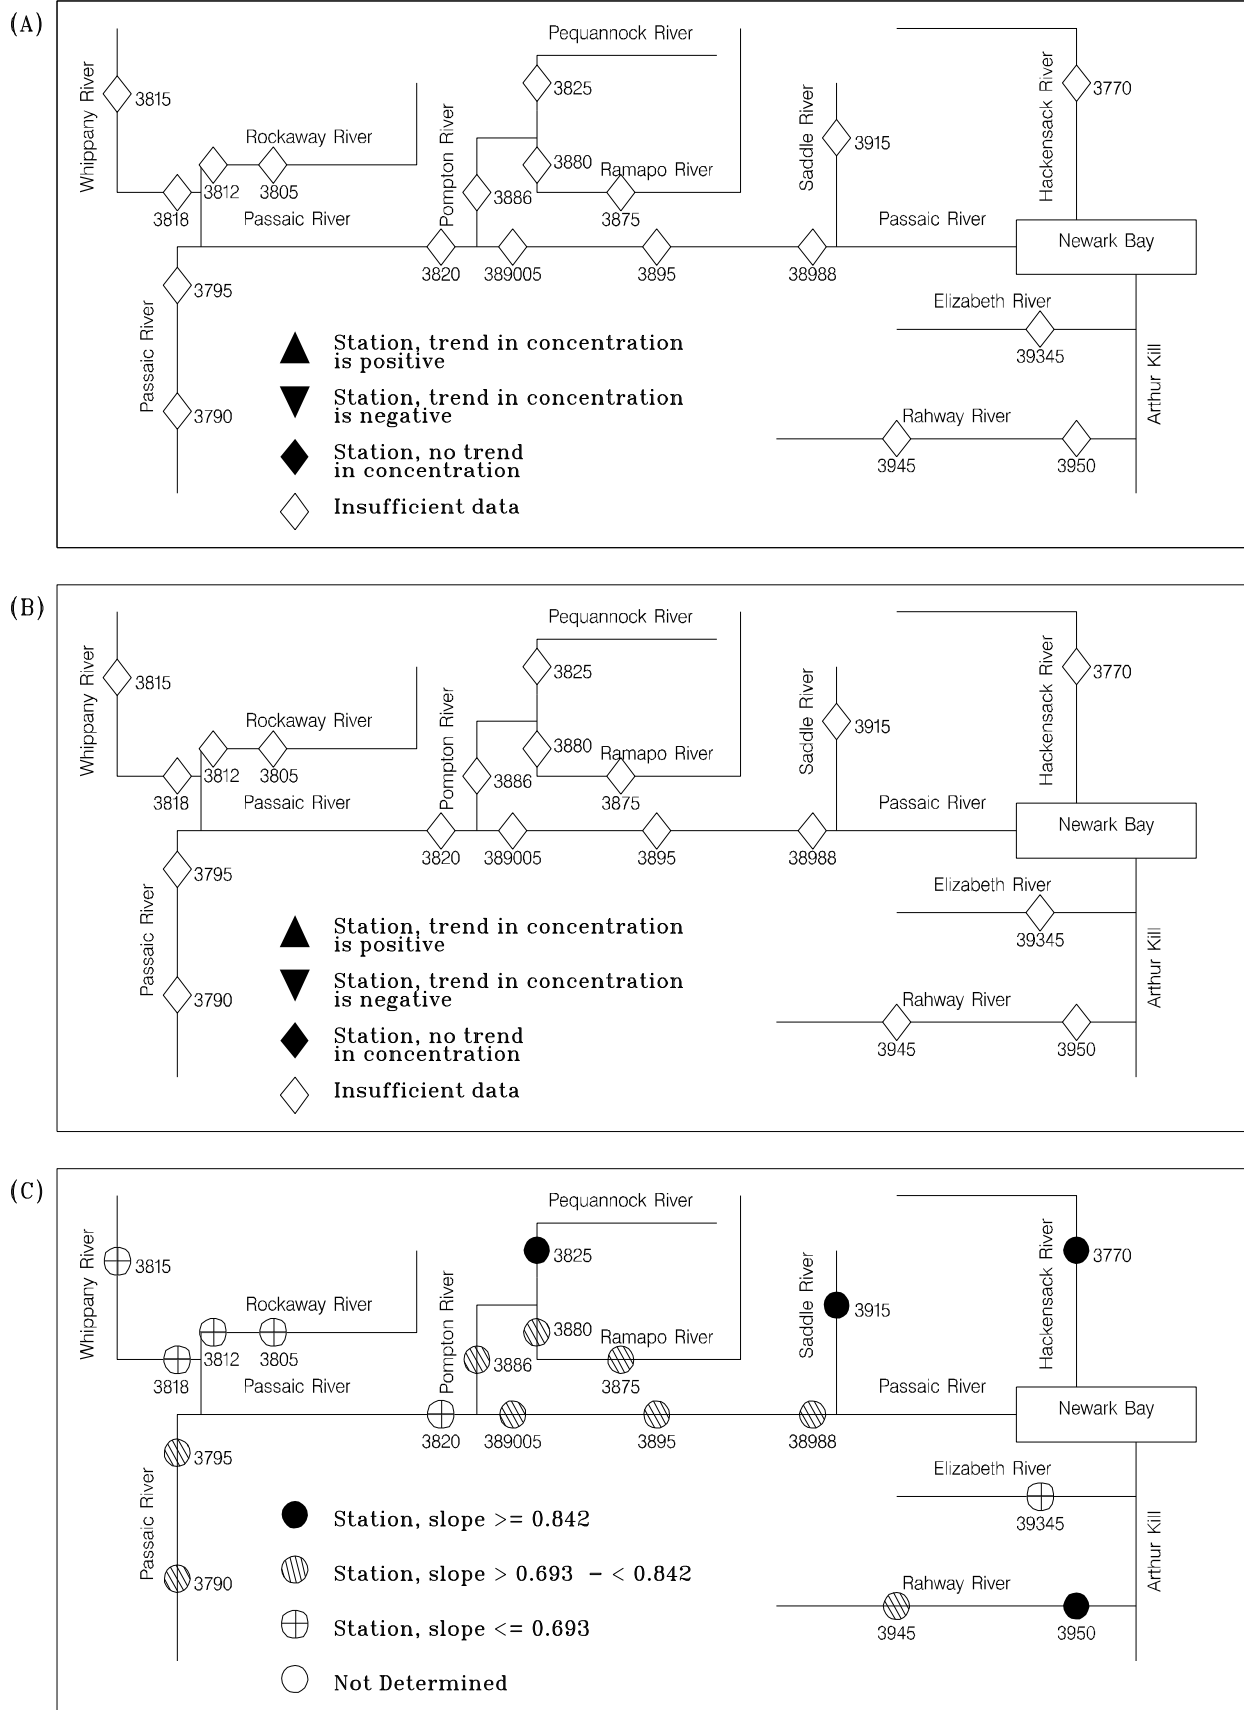 (A)
Pequannock River
Whippany River
3815
3825
Hackensack River
3770
Pompton River
Saddle River
3915
Rockaway River
3880
Ramapo River
3812
3805
3886
3818
3875
Passaic River
Passaic River
Newark Bay
3820
389005
3895
38988
3795
Passaic River
Elizabeth River
39345
Arthur Kill
Station, trend in concentration
is positive
Station, trend in concentration
is negative
3790
Rahway River
3945
3950
Station, no trend
in concentration
Insufficient data
(B)
Pequannock River
Whippany River
3815
3825
Hackensack River
3770
Pompton River
Saddle River
3915
Rockaway River
3880
Ramapo River
3812
3805
3886
3818
3875
Passaic River
Passaic River
Newark Bay
3820
389005
3895
38988
3795
Passaic River
Elizabeth River
39345
Arthur Kill
Station, trend in concentration
is positive
Station, trend in concentration
is negative
3790
Rahway River
3945
3950
Station, no trend
in concentration
Insufficient data
(C)
Pequannock River
Whippany River
3815
3825
Hackensack River
3770
Pompton River
Saddle River
3915
Rockaway River
3880
Ramapo River
3812
3805
3886
3818
3875
Passaic River
Passaic River
Newark Bay
3820
389005
3895
38988
3795
Passaic River
Elizabeth River
39345
Arthur Kill
Station, slope >= 0.842
Station, slope > 0.693 - < 0.842
3790
Rahway River
3945
3950
Station, slope <= 0.693
Not Determined